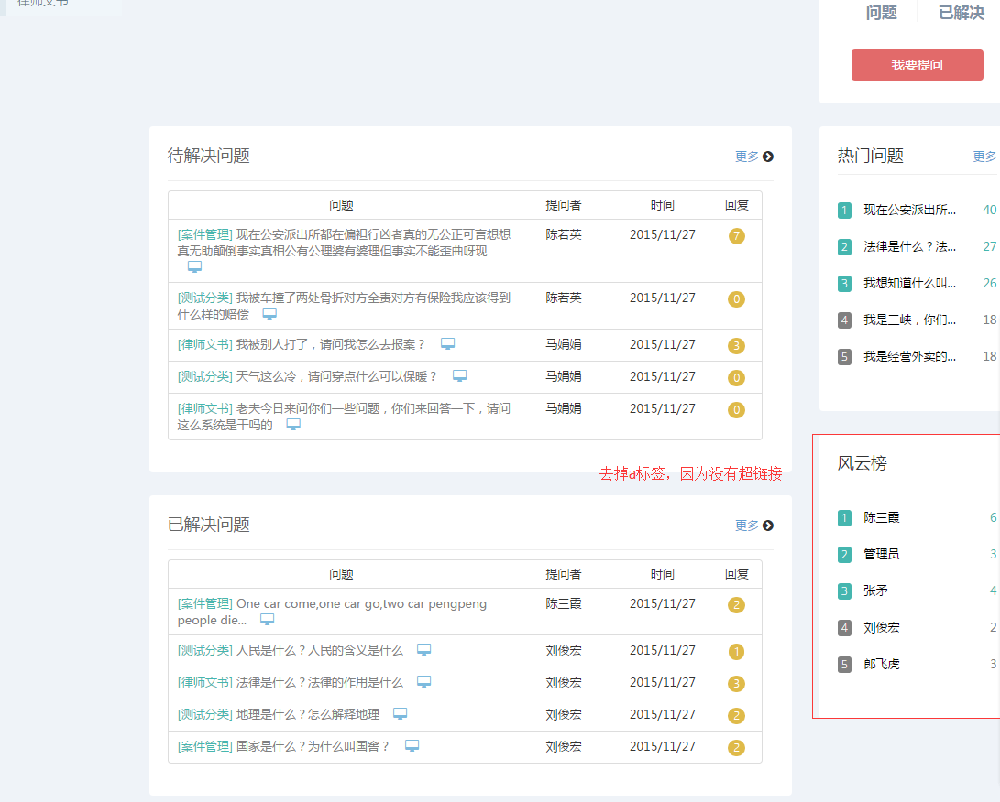 律师文书
问题 已解决
我要提问
待解决问题 更多
问题 提问者 时间 回复
[案件管理] 现在公安派出所都在偏袒行凶者真的无公正可言想想 陈若英 2015/11/27 7
真无助颠倒事实真相公有公理婆有婆理但事实不能歪曲呀现
[测试分类] 我被车撞了两处骨折对方全责对方有保险我应该得到 陈若英 2015/11/27 0
什么样的赔偿
[律师文书] 我被别人打了，请问我怎么去报案？ 马娟娟 2015/11/27 3
[测试分类] 天气这么冷，请问穿点什么可以保暖？ 马娟娟 2015/11/27 0
[律师文书] 老夫今日来问你们一些问题，你们来回答一下，请问 马娟娟 2015/11/27 0
这么系统是干吗的
热门问题 更多
1 现在公安派出所... 40
2 法律是什么？法... 27
3 我想知道什么叫... 26
4 我是三峡，你们... 18
5 我是经营外卖的... 18
去掉a标签，因为没有超链接
已解决问题 更多
问题 提问者 时间 回复
[案件管理] One car come,one car go,two car pengpeng 陈三霞 2015/11/27 2
people die...
[测试分类] 人民是什么？人民的含义是什么 刘俊宏 2015/11/27 1
[律师文书] 法律是什么？法律的作用是什么 刘俊宏 2015/11/27 3
[测试分类] 地理是什么？怎么解释地理 刘俊宏 2015/11/27 2
[案件管理] 国家是什么？为什么叫国窖？ 刘俊宏 2015/11/27 2
风云榜
1 陈三霞 6
2 管理员 3
3 张矛 4
4 刘俊宏 2
5 郎飞虎 3